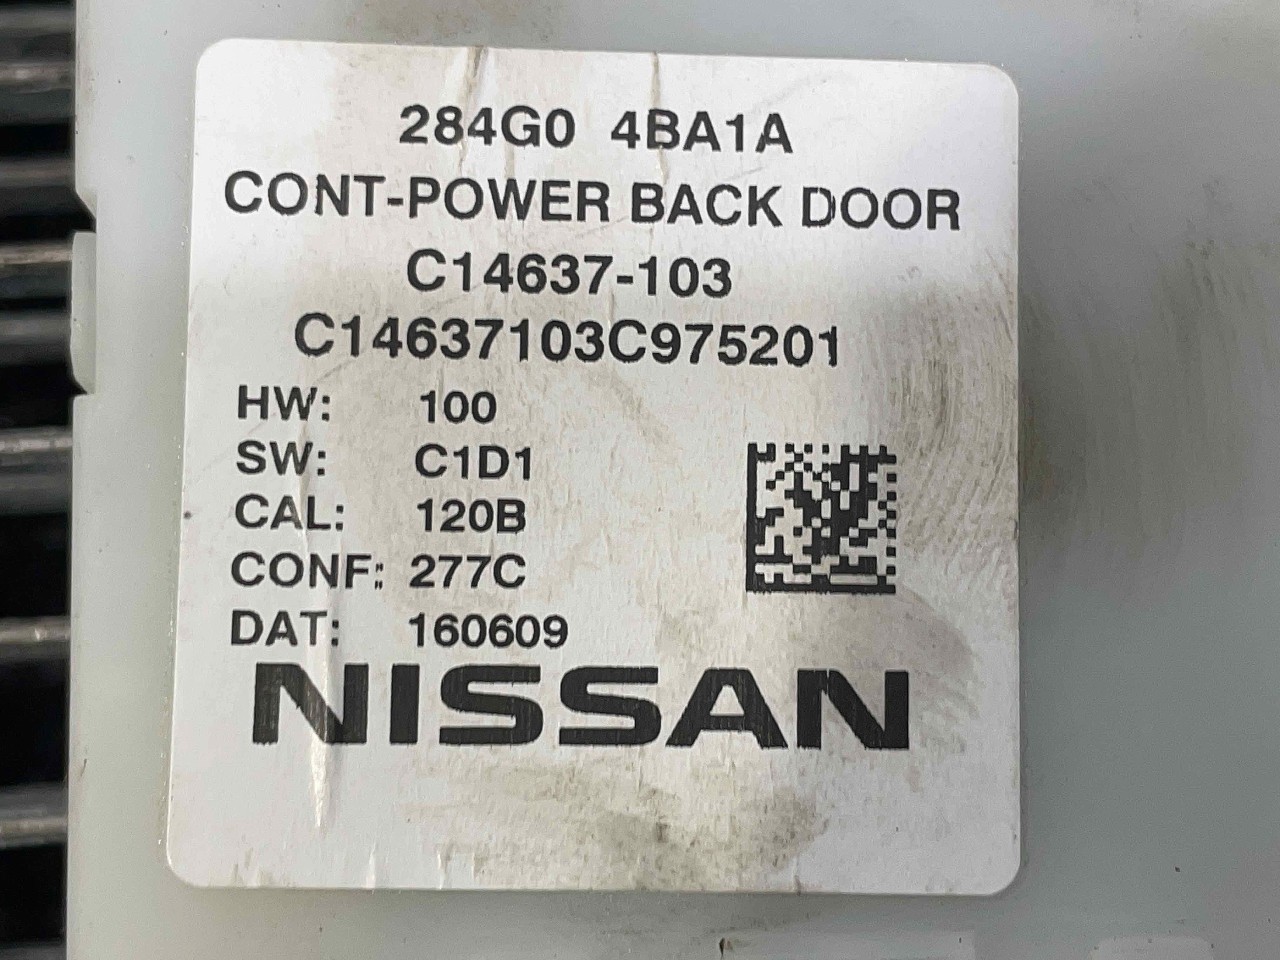 284G0 4BA1A
CONT-POWER BACK DOOR
C14637-103
C14637103C975201
HW: 100
SW: C1D1
CAL: 120B
CONF: 277C
DAT: 160609
NISSAN